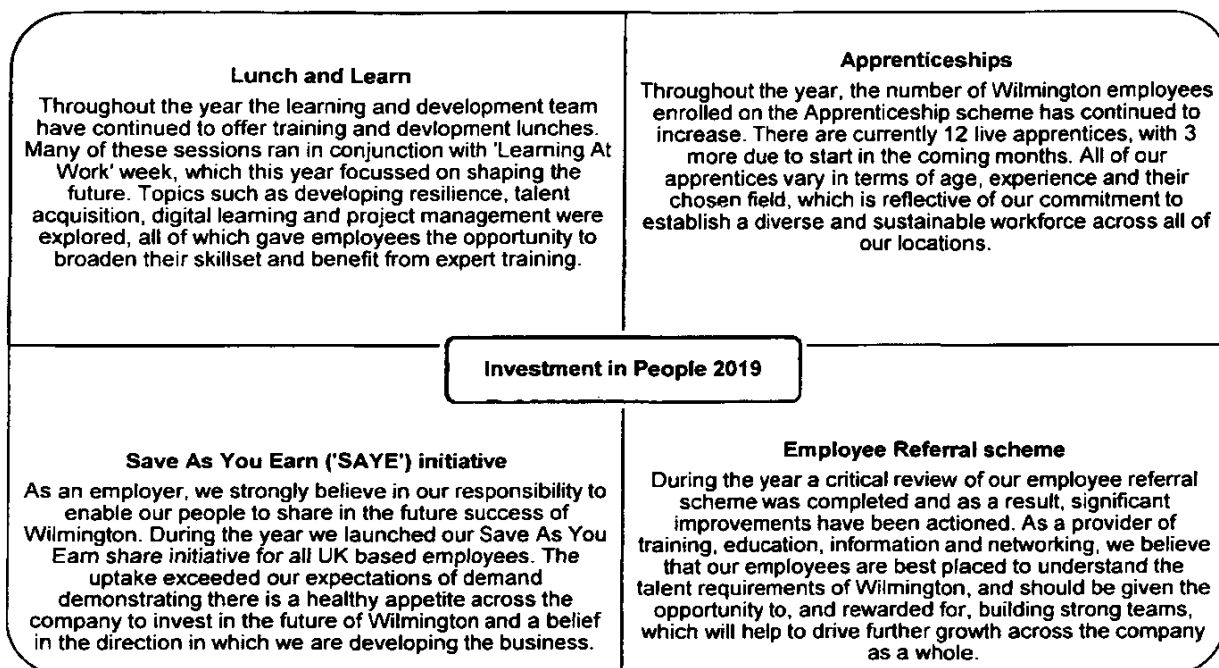 Lunch and Learn
Throughout the year the learning and development team
have continued to offer training and devlopment lunches.
Many of these sessions ran in conjunction with 'Learning At
Work' week, which this year focussed on shaping the
future. Topics such as developing resilience, talent
acquisition, digital learning and project management were
explored, all of which gave employees the opportunity to
broaden their skillset and benefit from expert training.
Apprenticeships
Throughout the year, the number of Wilmington employees
enrolled on the Apprenticeship scheme has continued to
increase. There are currently 12 live apprentices, with 3
more due to start in the coming months. All of our
apprentices vary in terms of age, experience and their
chosen field, which is reflective of our commitment to
establish a diverse and sustainable workforce across all of
our locations.
Investment in People 2019
Save As You Earn ('SAYE') initiative
As an employer, we strongly believe in our responsibility to
enable our people to share in the future success of
Wilmington. During the year we launched our Save As You
Earn share initiative for all UK based employees. The
uptake exceeded our expectations of demand
demonstrating there is a healthy appetite across the
company to invest in the future of Wilmington and a belief
in the direction in which we are developing the business.
Employee Referral scheme
During the year a critical review of our employee referral
scheme was completed and as a result, significant
improvements have been actioned. As a provider of
training, education, information and networking, we believe
that our employees are best placed to understand the
talent requirements of Wilmington, and should be given the
opportunity to, and rewarded for, building strong teams,
which will help to drive further growth across the company
as a whole.